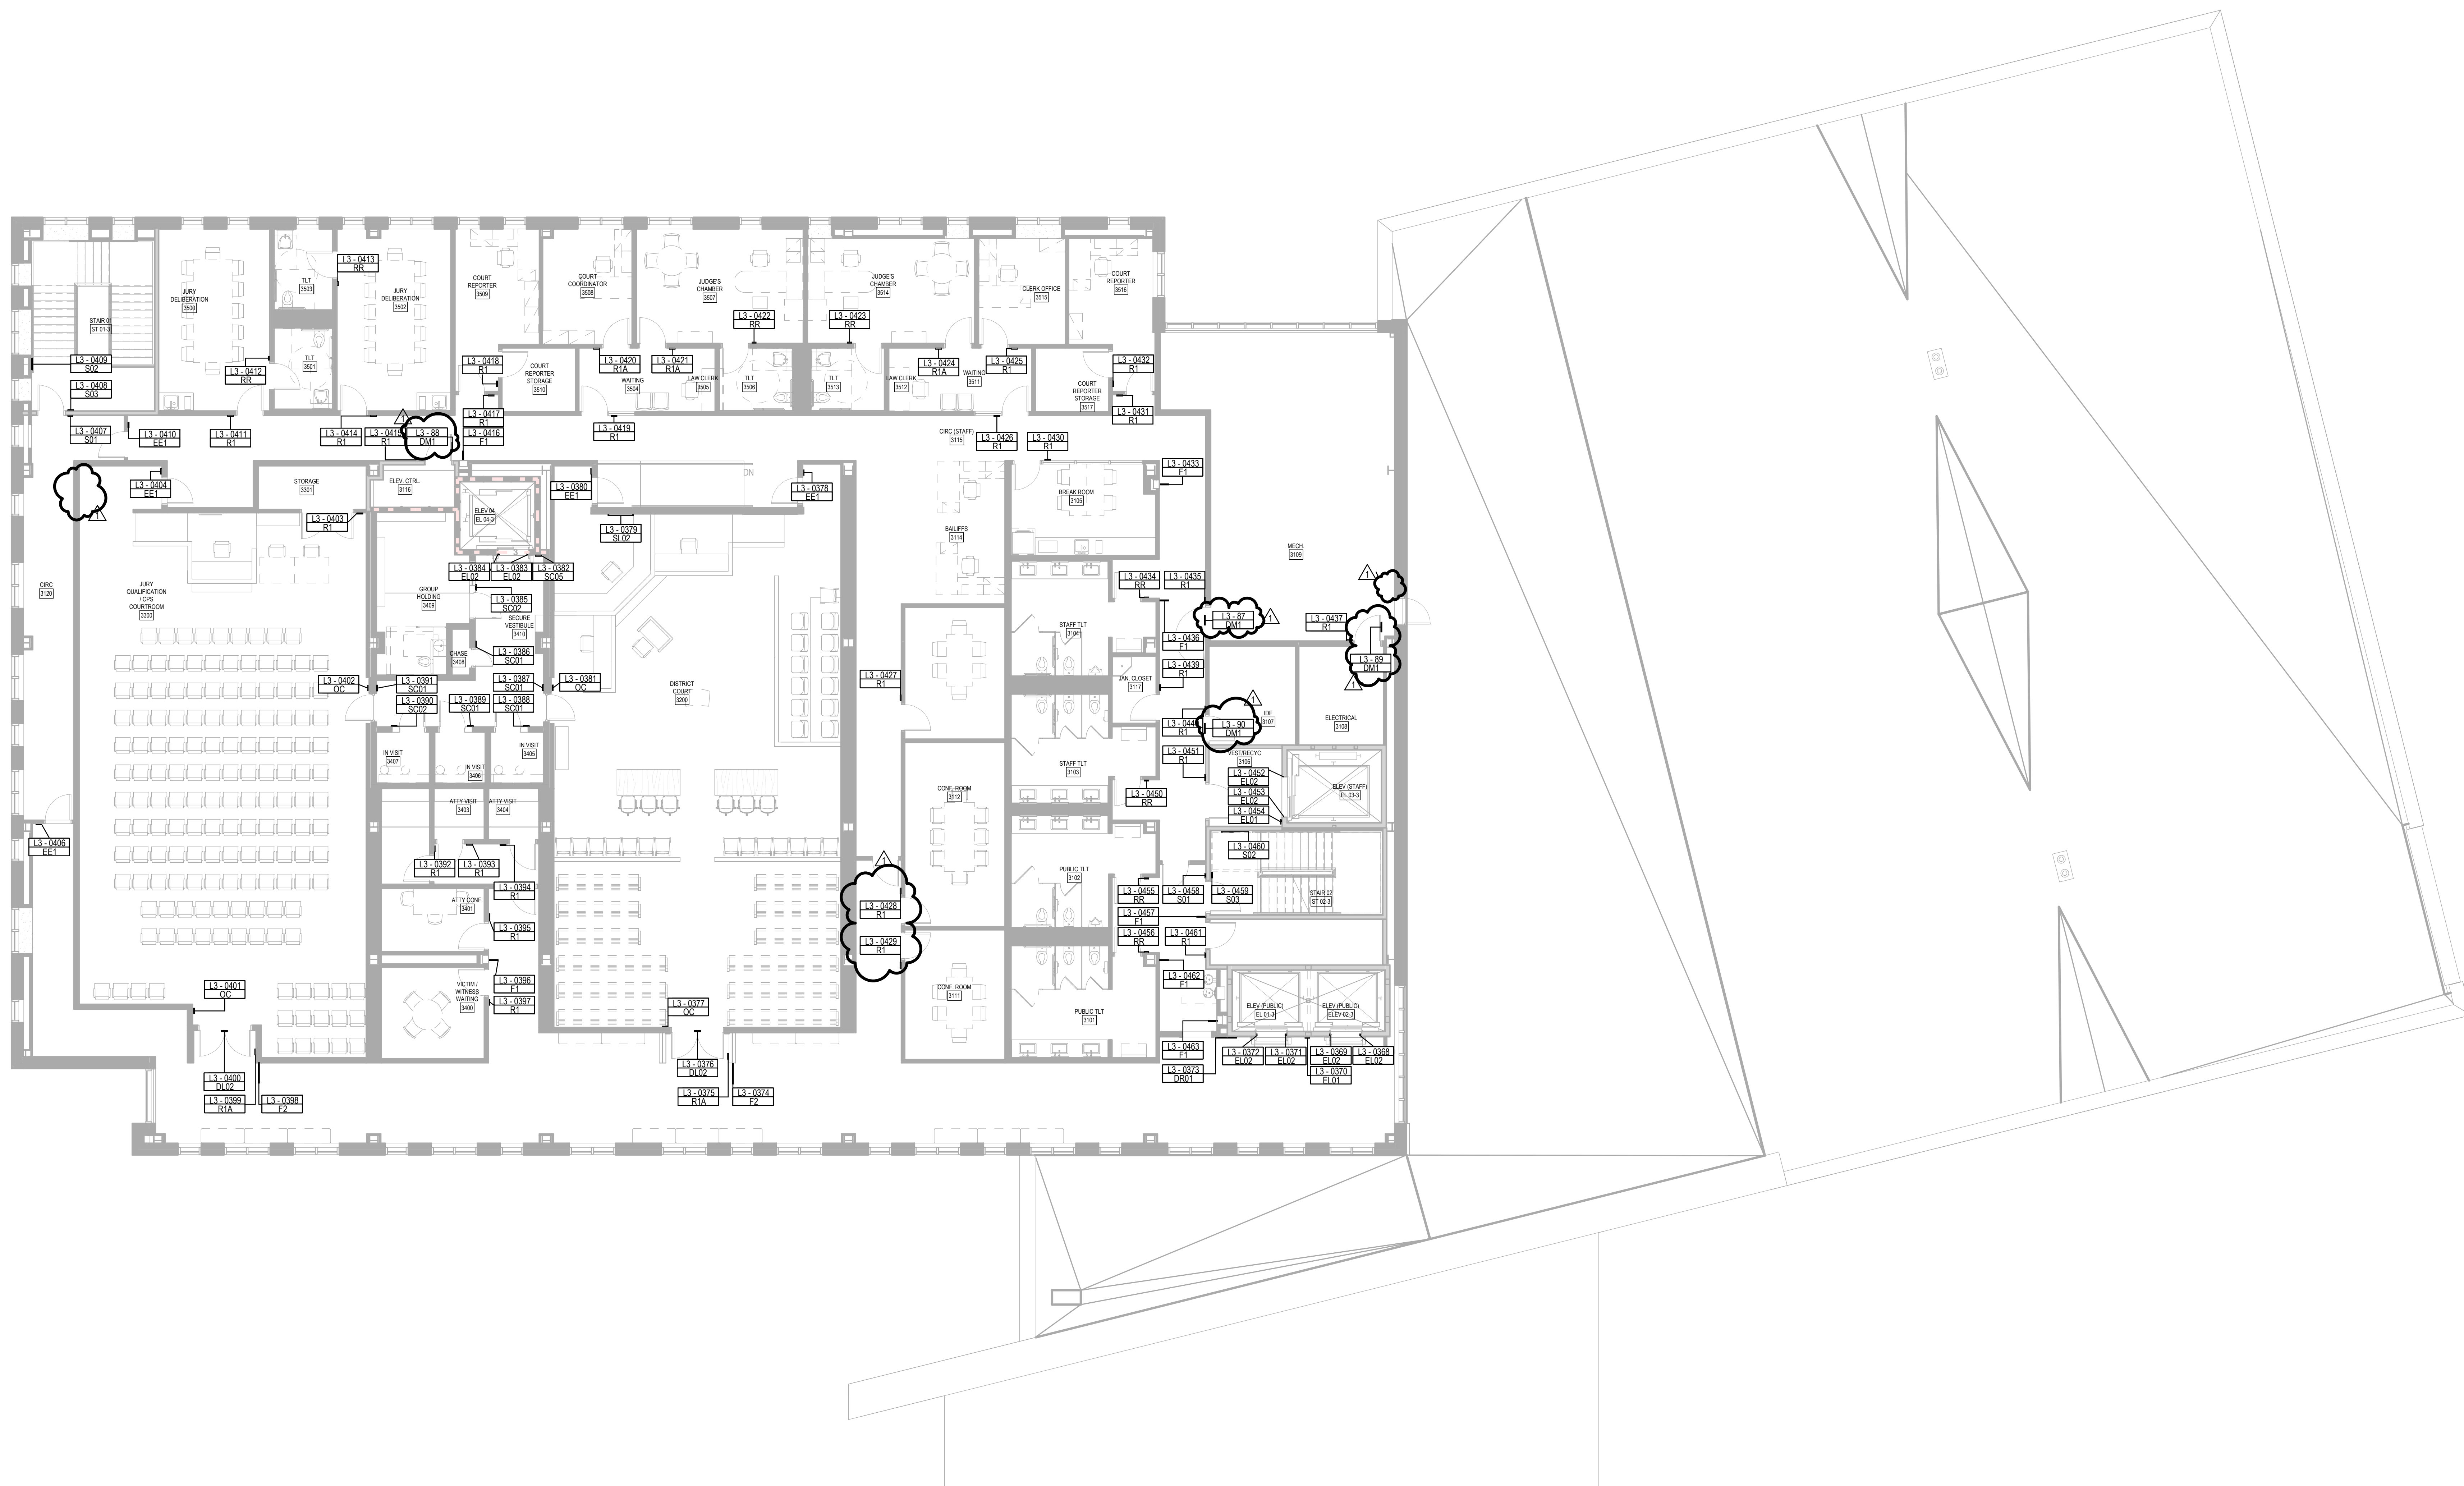 COURT
REPORTER
3509
COURT
COORDINATOR
3508
JUDGE'S
CHAMBER
3507
JUDGE'S
CHAMBER
3514
CLERK OFFICE
3515
COURT
REPORTER
3516
JURY
DELIBERATION
3500
TLT
3503
L3 - 0413
RR
JURY
DELIBERATION
3502
STAIR 01
ST 01-3
L3 - 0422
RR
L3 - 0423
RR
L3 - 0409
S02
L3 - 0408
S03
L3 - 0412
RR
TLT
3501
L3 - 0418
R1
COURT
REPORTER
STORAGE
3510
L3 - 0420
R1A
L3 - 0421
R1A
WAITING
3504
LAW CLERK
3505
TLT
3506
TLT
3513
LAW CLERK
3512
L3 - 0424
R1A
WAITING
3511
L3 - 0425
R1
COURT
REPORTER
STORAGE
3517
L3 - 0432
R1
L3 - 0407
S01
L3 - 0410
EE1
L3 - 0411
R1
L3 - 0414
R1
L3 - 0415
R1
1
L3 - 88
DM1
L3 - 0417
R1
L3 - 0416
F1
L3 - 0419
R1
CIRC (STAFF)
3115
L3 - 0426
R1
L3 - 0430
R1
L3 - 0431
R1
1
L3 - 0404
EE1
STORAGE
3301
L3 - 0403
R1
ELEV. CTRL.
3116
ELEV 04
EL 04-3
L3 - 0380
EE1
ON
L3 - 0378
EE1
L3 - 0379
SL02
BREAK ROOM
3105
L3 - 0433
F1
BAILIFFS
3114
MECH.
3109
CIRC
3120
JURY
QUALIFICATION
/ CPS
COURTROOM
3300
L3 - 0384
EL02
L3 - 0383
EL02
L3 - 0382
SC05
GROUP
HOLDING
3409
L3 - 0385
SC02
SECURE
VESTIBULE
3410
L3 - 0386
SC01
CHASE
3408
L3 - 0434
RR
L3 - 0435
R1
L3 - 87
DM1
1
1
L3 - 0437
R1
L3 - 89
DM1
1
STAFF TLT
3104
L3 - 0436
F1
L3 - 0439
R1
JAN. CLOSET
3117
L3 - 0402
OC
L3 - 0391
SC01
L3 - 0390
SC02
L3 - 0389
SC01
L3 - 0387
SC01
L3 - 0388
SC01
L3 - 0381
OC
DISTRICT
COURT
3200
L3 - 0427
R1
R1
1
L3 - 90
DM1
IDF
3107
ELECTRICAL
3108
IN VISIT
3407
IN VISIT
3406
IN VISIT
3405
STAFF TLT
3103
L3 - 0451
R1
VEST/RECYC
3106
L3 - 0452
EL02
L3 - 0453
EL02
L3 - 0454
EL01
ELEV (STAFF)
EL 03-3
L3 - 0450
RR
ATTY VISIT
3403
ATTY VISIT
3404
CONF. ROOM
3112
L3 - 0406
EE1
L3 - 0460
S02
L3 - 0392
R1
L3 - 0393
R1
L3 - 0394
R1
1
PUBLIC TLT
3102
L3 - 0455
RR
L3 - 0458
S01
L3 - 0459
S03
STAIR 02
ST 02-3
ATTY CONF.
3401
L3 - 0395
R1
L3 - 0428
R1
L3 - 0429
R1
L3 - 0457
F1
L3 - 0456
RR
L3 - 0461
R1
L3 - 0401
OC
VICTIM /
WITNESS
WAITING
3400
L3 - 0396
F1
L3 - 0397
R1
L3 - 0377
OC
CONF. ROOM
3111
PUBLIC TLT
3101
L3 - 0462
F1
ELEV (PUBLIC)
EL 01-3
ELEV (PUBLIC)
ELEV 02-3
L3 - 0463
F1
L3 - 0372
EL02
L3 - 0371
EL02
L3 - 0369
EL02
L3 - 0368
EL02
L3 - 0373
DR01
L3 - 0370
EL01
L3 - 0400
DL02
L3 - 0399
R1A
L3 - 0398
F2
L3 - 0376
DL02
L3 - 0375
R1A
L3 - 0374
F2